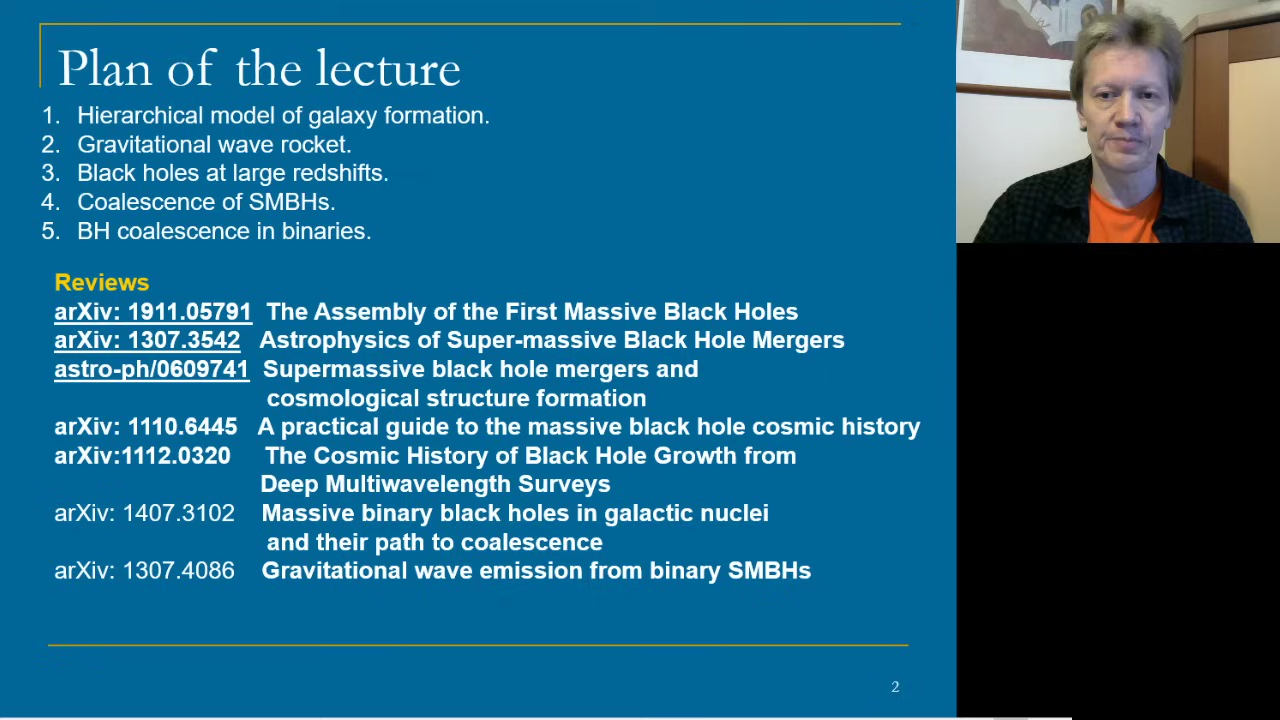 Plan of the lecture
1. Hierarchical model of galaxy formation.
2. Gravitational wave rocket.
3. Black holes at large redshifts.
4. Coalescence of SMBHs.
5. BH coalescence in binaries.
Reviews
arXiv: 1911.05791 The Assembly of the First Massive Black Holes
arXiv: 1307.3542 Astrophysics of Super-massive Black Hole Mergers
astro-ph/0609741 Supermassive black hole mergers and
cosmological structure formation
arXiv: 1110.6445 A practical guide to the massive black hole cosmic history
arXiv:1112.0320 The Cosmic History of Black Hole Growth from
Deep Multiwavelength Surveys
arXiv: 1407.3102 Massive binary black holes in galactic nuclei
and their path to coalescence
arXiv: 1307.4086 Gravitational wave emission from binary SMBHs
2